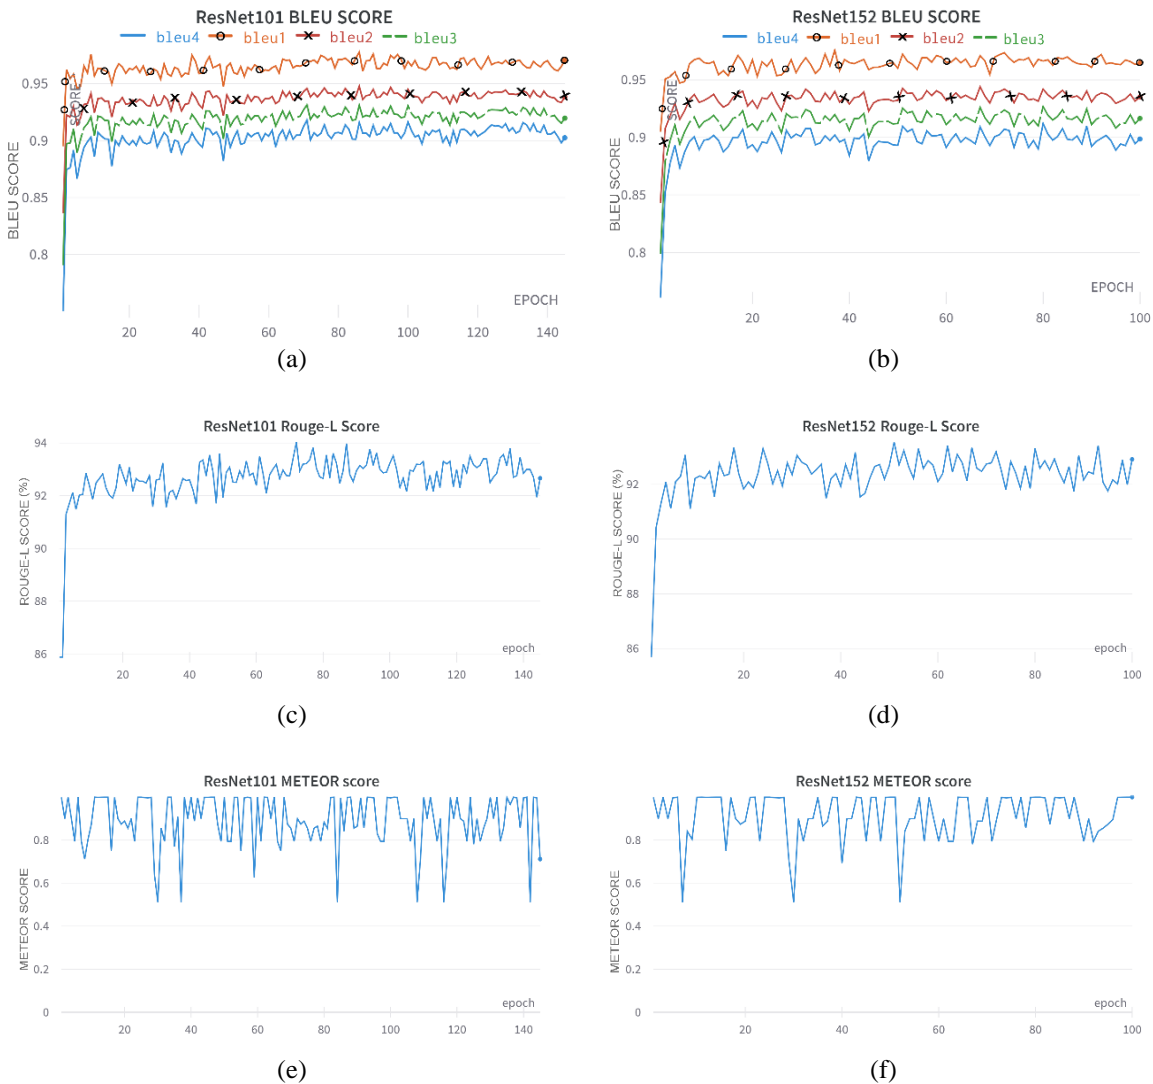 ResNet101 BLEU SCORE
bleu4 bleu1 bleu2 bleu3
SCORE
0.95
0.9
0.85
0.8
BLEU SCORE
EPOCH
20 40 60 80 100 120 140
(a)
ResNet152 BLEU SCORE
bleu4 bleu1 bleu2 bleu3
SCORE
0.95
0.9
0.85
0.8
BLEU SCORE
EPOCH
20 40 60 80 100
(b)
ResNet101 Rouge-L Score
94
92
90
88
86
ROUGE-L SCORE (%)
epoch
20 40 60 80 100 120 140
(c)
ResNet152 Rouge-L Score
92
90
88
86
ROUGE-L SCORE (%)
epoch
20 40 60 80 100
(d)
ResNet101 METEOR score
0.8
0.6
0.4
0.2
0
METEOR SCORE
epoch
20 40 60 80 100 120 140
(e)
ResNet152 METEOR score
0.8
0.6
0.4
0.2
0
METEOR SCORE
epoch
20 40 60 80 100
(f)